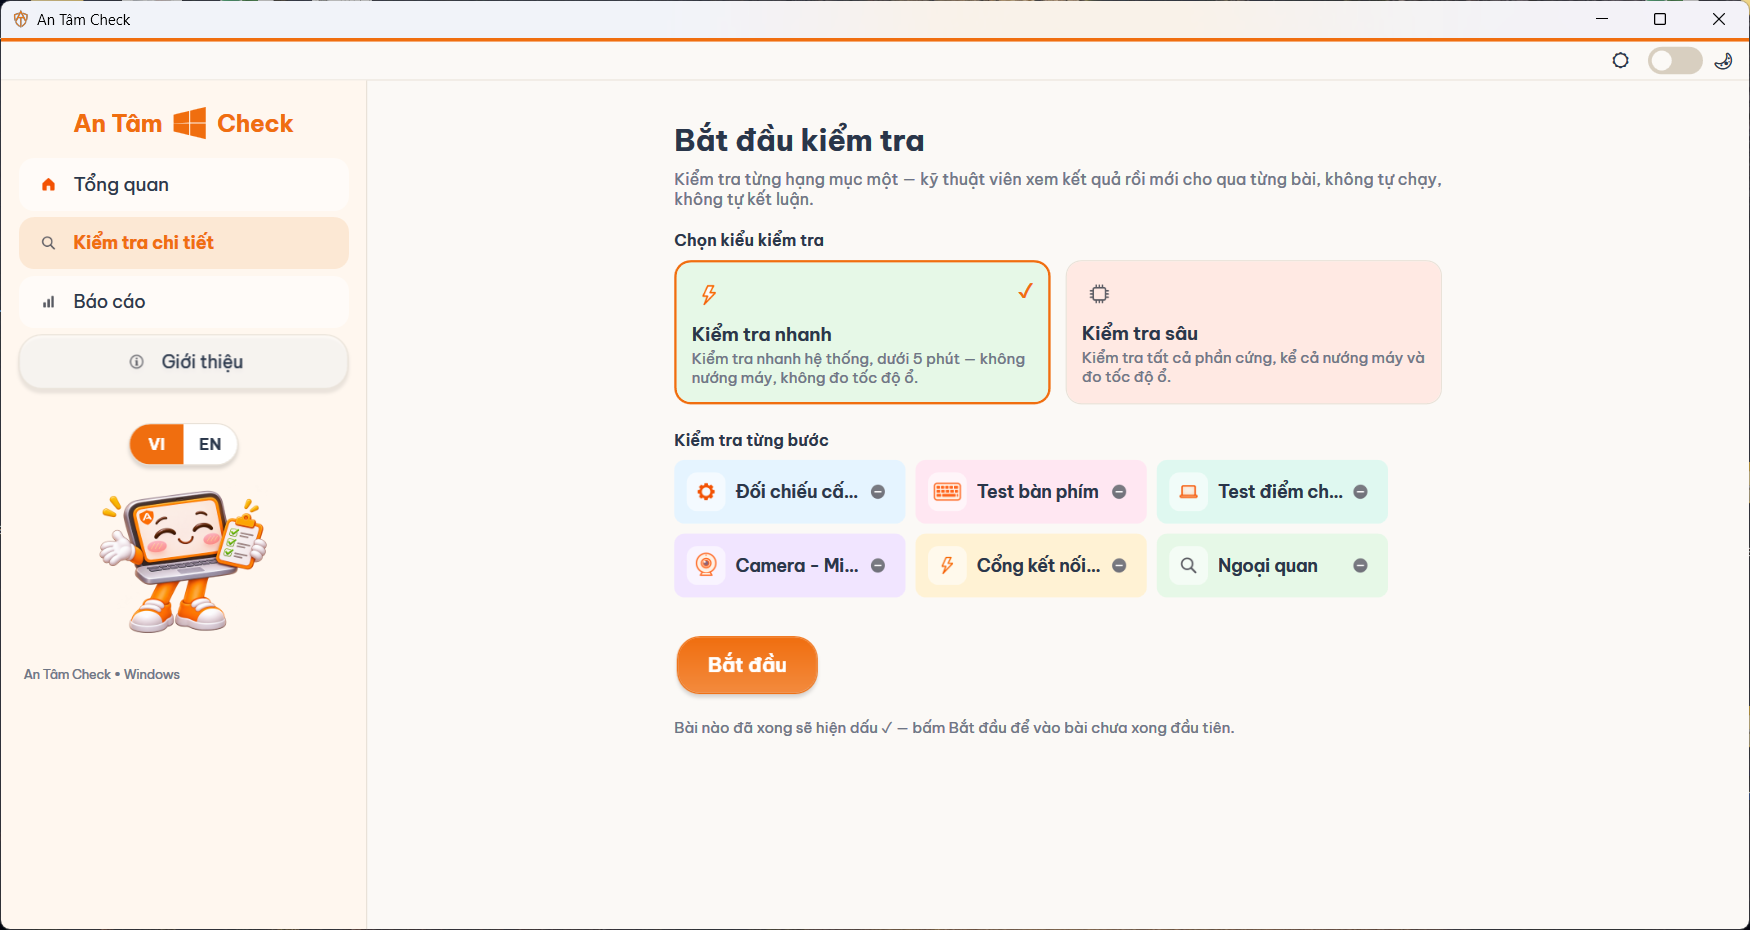 An Tâm Check
An Tâm Check
Tổng quan
Kiểm tra chi tiết
Báo cáo
Giới thiệu
VI EN
An Tâm Check • Windows
Bắt đầu kiểm tra
Kiểm tra từng hạng mục một — kỹ thuật viên xem kết quả rồi mới cho qua từng bài, không tự chạy,
không tự kết luận.
Chọn kiểu kiểm tra
✓
Kiểm tra nhanh
Kiểm tra nhanh hệ thống, dưới 5 phút — không
nướng máy, không đo tốc độ ổ.
Kiểm tra sâu
Kiểm tra tất cả phần cứng, kể cả nướng máy và
đo tốc độ ổ.
Kiểm tra từng bước
Đối chiếu cấ...
Test bàn phím
Test điểm ch...
Camera - Mi...
Cổng kết nối...
Ngoại quan
Bắt đầu
Bài nào đã xong sẽ hiện dấu ✓ — bấm Bắt đầu để vào bài chưa xong đầu tiên.